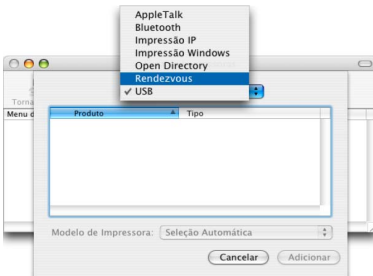 AppleTalk
Bluetooth
Impressão IP
Impressão Windows
Open Directory
Rendezvous
✓ USB
Torna
Menu d
Produto Tipo
Modelo de Impressora: Seleção Automática
Cancelar Adicionar